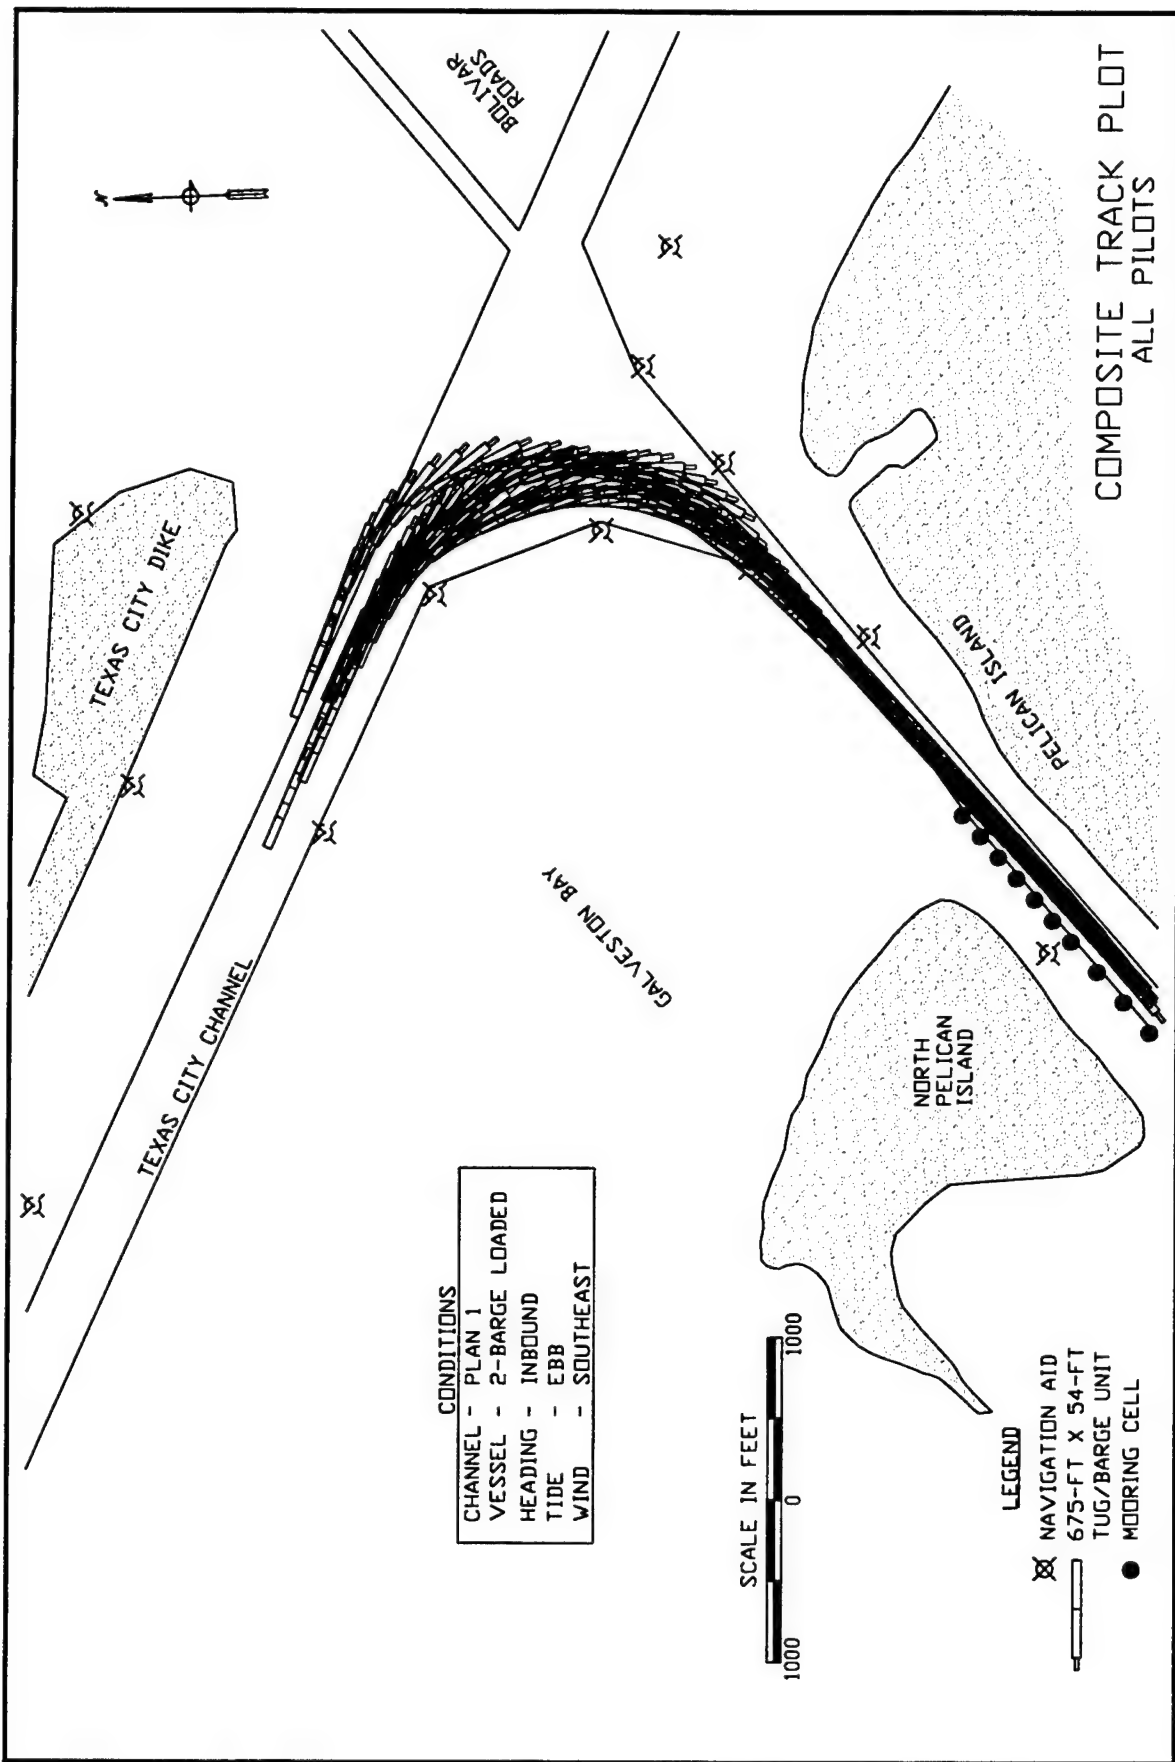 N
BOLIVAR
ROADS
TEXAS CITY DIKE
TEXAS CITY CHANNEL
GALVESTON BAY
PELICAN ISLAND
NORTH
PELICAN
ISLAND
CONDITIONS
CHANNEL - PLAN 1
VESSEL - 2-BARGE LOADED
HEADING - INBOUND
TIDE - EBB
WIND - SOUTHEAST
SCALE IN FEET
1000 0 1000
LEGEND
NAVIGATION AID
675-FT X 54-FT
TUG/BARGE UNIT
MOORING CELL
COMPOSITE TRACK PLOT
ALL PILOTS